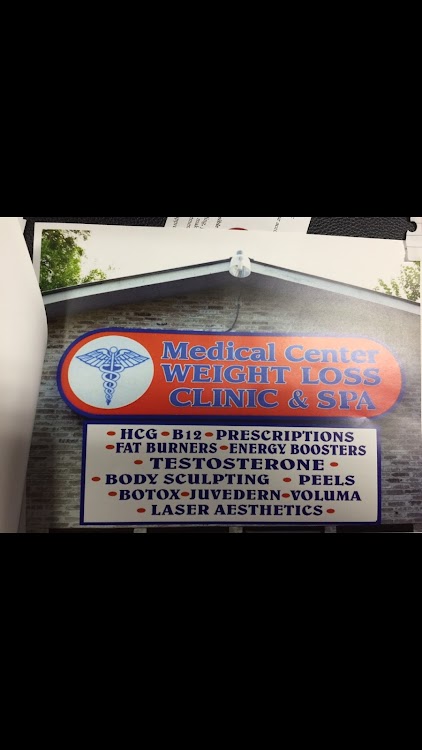 Medical Center
WEIGHT LOSS
CLINIC & SPA
• HCG • B12 • PRESCRIPTIONS
• FAT BURNERS • ENERGY BOOSTERS
• TESTOSTERONE •
• BODY SCULPTING • PEELS
• BOTOX • JUVEDERN • VOLUMA
• LASER AESTHETICS •